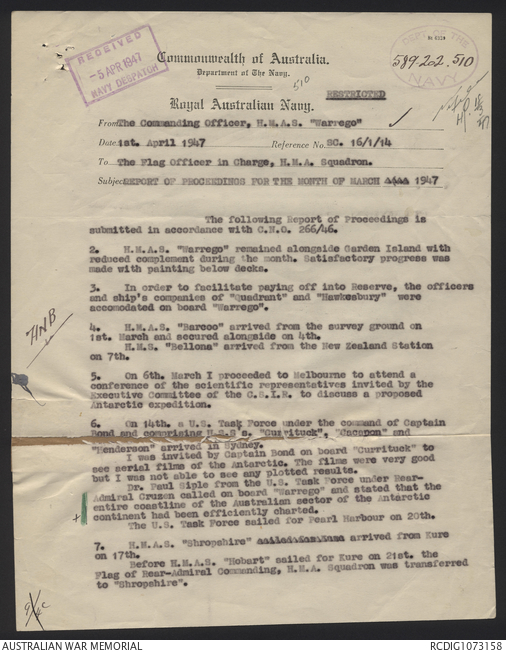 RECEIVED
-5 APR 1947
NAVY DESPATCH
Commonwealth of Australia.
Department of The Navy.
510
DEPT OF THE
589.202.510
NAVY
RESTRICTED
Royal Australian Navy.
From The Commanding Officer, H.M.A.S. "Warrego"
Date 1st. April 1947 Reference No. SC. 16/1/14
To The Flag Officer in Charge, H.M.A. Squadron.
Subject REPORT OF PROCEEDINGS FOR THE MONTH OF MARCH 1947
The following Report of Proceedings is
submitted in accordance with C.N.O. 266/46.
2. H.M.A.S. "Warrego" remained alongside Garden Island with
reduced complement during the month. Satisfactory progress was
made with painting below decks.
3. In order to facilitate paying off into Reserve, the officers
and ship's companies of "Quadrant" and "Hawkesbury" were
accomodated on board "Warrego".
HNB
4. H.M.A.S. "Barcoo" arrived from the survey ground on
1st. March and secured alongside on 4th.
H.M.S. "Bellona" arrived from the New Zealand Station
on 7th.
5. On 6th. March I proceeded to Melbourne to attend a
conference of the scientific representatives invited by the
Executive Committee of the C.S.I.R. to discuss a proposed
Antarctic expedition.
6. On 14th. a U.S. Task Force under the command of Captain
Bond and comprising U.S.S's. "Currituck", "Cacapon" and
"Henderson" arrived in Sydney.
I was invited by Captain Bond on board "Currituck" to
see aerial films of the Antarctic. The films were very good
but I was not able to see any plotted results.
Dr. Paul Siple from the U.S. Task Force under Rear-
Admiral Cruzen called on board "Warrego" and stated that the
entire coastline of the Australian sector of the Antarctic
continent had been efficiently charted.
+
The U.S. Task Force sailed for Pearl Harbour on 20th.
7. H.M.A.S. "Shropshire" arrived from Kure
on 17th.
Before H.M.A.S. "Hobart" sailed for Kure on 21st. the
Flag of Rear-Admiral Commanding, H.M.A. Squadron was transferred
to "Shropshire".
AUSTRALIAN WAR MEMORIAL
RCDIG1073158